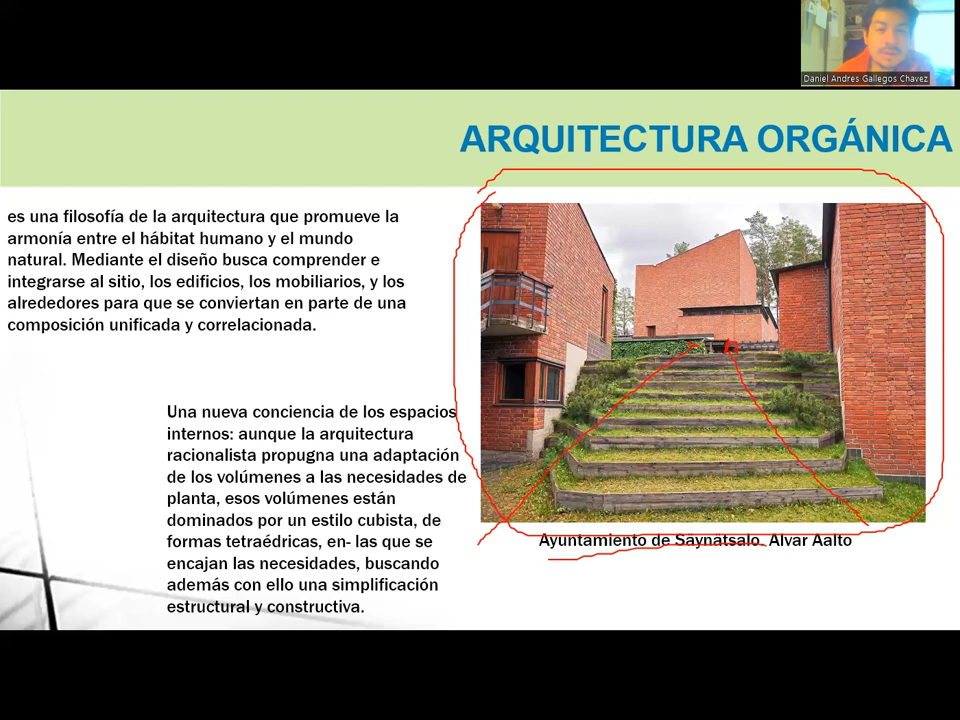 Daniel Andres Gallegos Chavez
ARQUITECTURA ORGÁNICA
es una filosofía de la arquitectura que promueve la
armonía entre el hábitat humano y el mundo
natural. Mediante el diseño busca comprender e
integrarse al sitio, los edificios, los mobiliarios, y los
alrededores para que se conviertan en parte de una
composición unificada y correlacionada.
Una nueva conciencia de los espacios
internos: aunque la arquitectura
racionalista propugna una adaptación
de los volúmenes a las necesidades de
planta, esos volúmenes están
dominados por un estilo cubista, de
formas tetraédricas, en- las que se
encajan las necesidades, buscando
además con ello una simplificación
estructural y constructiva.
Ayuntamiento de Säynätsalo. Alvar Aalto